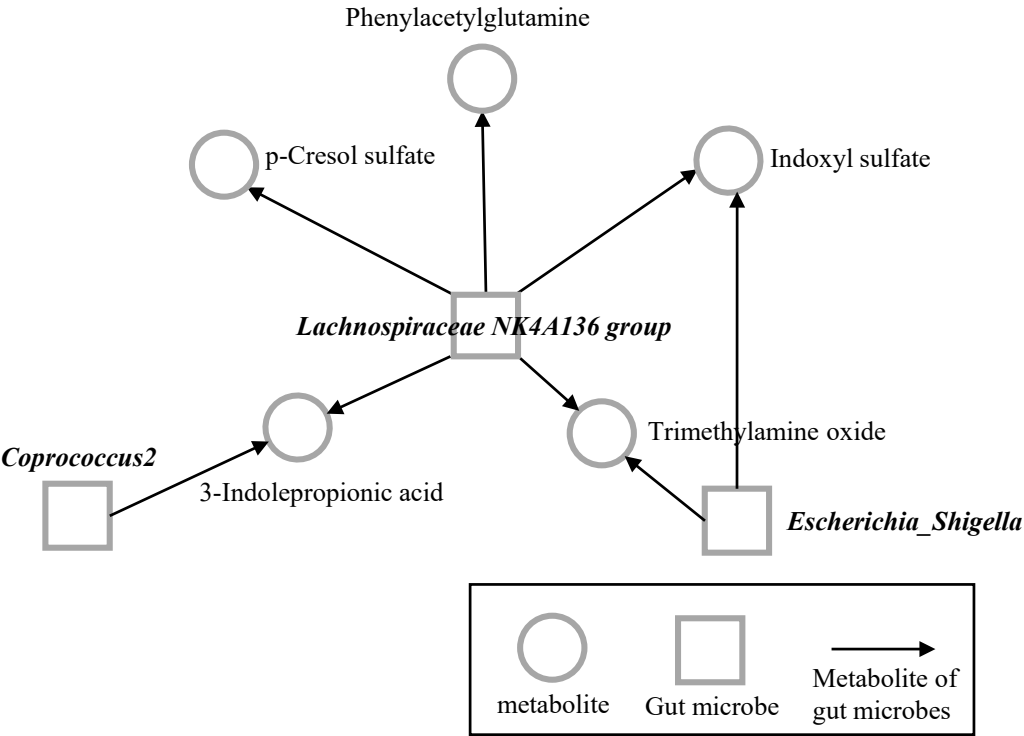 Phenylacetylglutamine
p-Cresol sulfate
Indoxyl sulfate
Lachnospiraceae NK4A136 group
Trimethylamine oxide
Coprococcus2
3-Indolepropionic acid
Escherichia_Shigella
metabolite
Gut microbe
Metabolite of
gut microbes